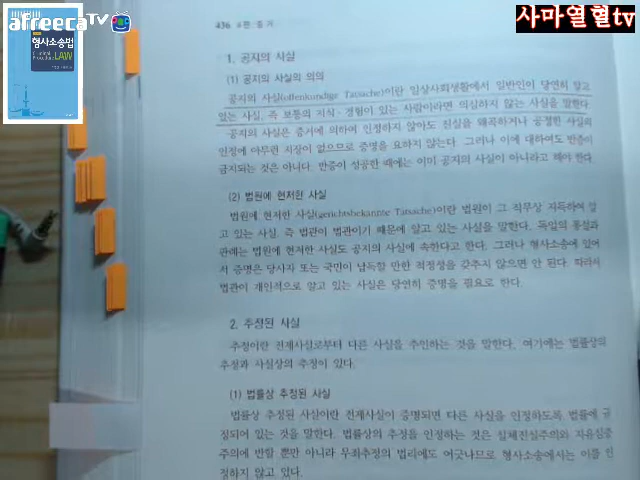 afreecaTV
사마열혈tv
형사소송법
Criminal
Procedure LAW
436 4편 증거
1. 공지의 사실
(1) 공지의 사실의 의의
공지의 사실(offenkundige Tatsache)이란 일상사회생활에서 일반인이 당연히 알고
있는 사실, 즉 보통의 지식·경험이 있는 사람이라면 의심하지 않는 사실을 말한다.
공지의 사실은 증거에 의하여 인정하지 않아도 진실을 왜곡하거나 공정한 사실의
인정에 아무런 지장이 없으므로 증명을 요하지 않는다. 그러나 이에 대하여도 반증이
금지되는 것은 아니다. 반증이 성공한 때에는 이미 공지의 사실이 아니라고 해야 한다.
(2) 법원에 현저한 사실
법원에 현저한 사실(gerichtsbekannte Tatsache)이란 법원이 그 직무상 지득하여 알
고 있는 사실, 즉 법관이 법관이기 때문에 알고 있는 사실을 말한다. 독일의 통설과
판례는 법원에 현저한 사실도 공지의 사실에 속한다고 한다. 그러나 형사소송에 있어
서 증명은 당사자 또는 국민이 납득할 만한 적정성을 갖추지 않으면 안 된다. 따라서
법관이 개인적으로 알고 있는 사실은 당연히 증명을 필요로 한다.
2. 추정된 사실
추정이란 전제사실로부터 다른 사실을 추인하는 것을 말한다. 여기에는 법률상의
추정과 사실상의 추정이 있다.
(1) 법률상 추정된 사실
법률상 추정된 사실이란 전제사실이 증명되면 다른 사실을 인정하도록 법률에 규
정되어 있는 것을 말한다. 법률상의 추정을 인정하는 것은 실체진실주의와 자유심증
주의에 반할 뿐만 아니라 무죄추정의 법리에도 어긋나므로 형사소송에서는 이를 인
정하지 않고 있다.